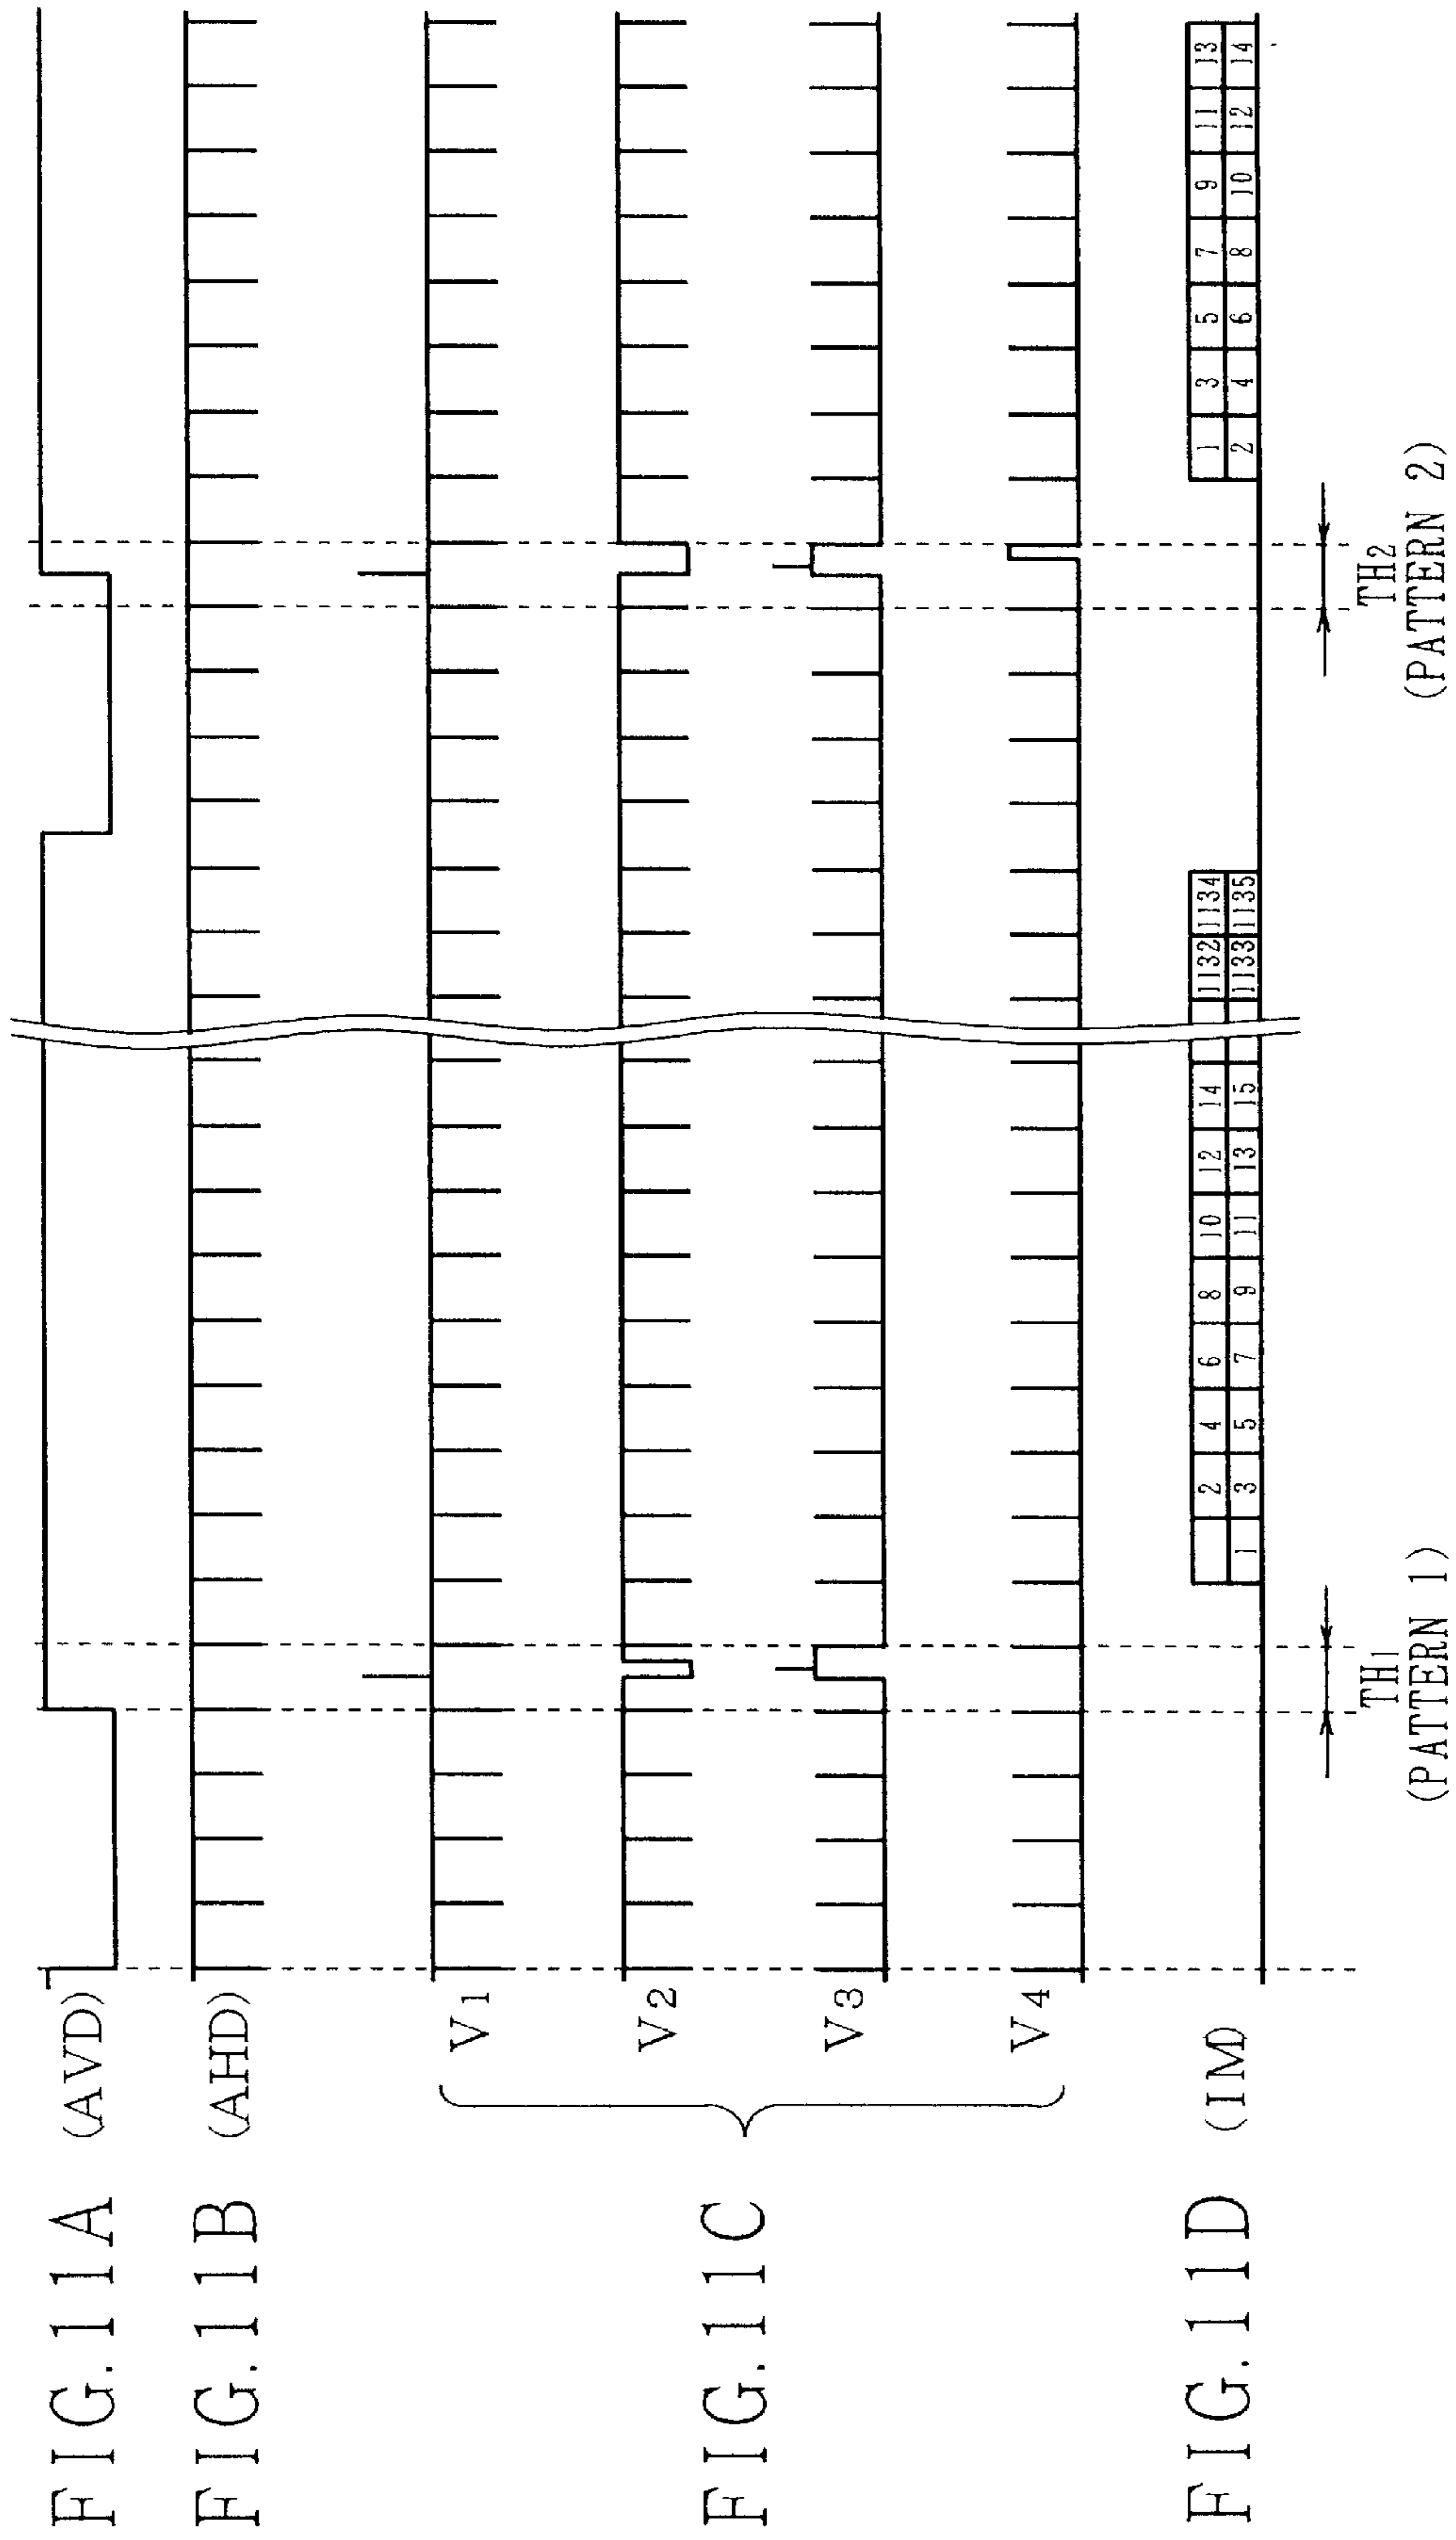 FIG. 11A (AVD)
FIG. 11B (AHD)
FIG. 11C
V1
V2
V3
V4
FIG. 11D (IM)
2 4 6 8 10 12 14 1132 1134 1 3 5 7 9 11 13
1 3 5 7 9 11 13 15 1133 1135 2 4 6 8 10 12 14
TH1 TH2
(PATTERN 1) (PATTERN 2)